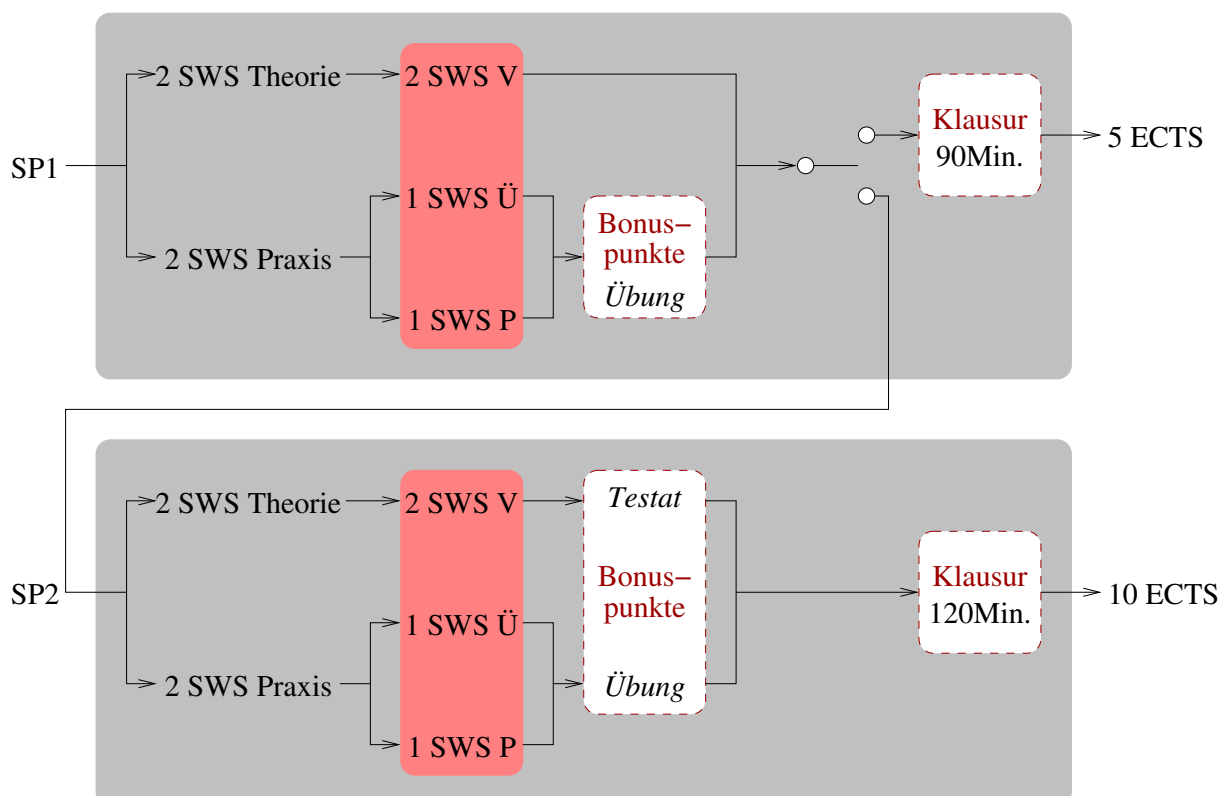 2 SWS Theorie
2 SWS V
Klausur
90Min.
5 ECTS
SP1
1 SWS Ü
Bonus–
punkte
Übung
2 SWS Praxis
1 SWS P
2 SWS Theorie
2 SWS V
Testat
Bonus–
punkte
Klausur
120Min.
10 ECTS
SP2
1 SWS Ü
2 SWS Praxis
Übung
1 SWS P